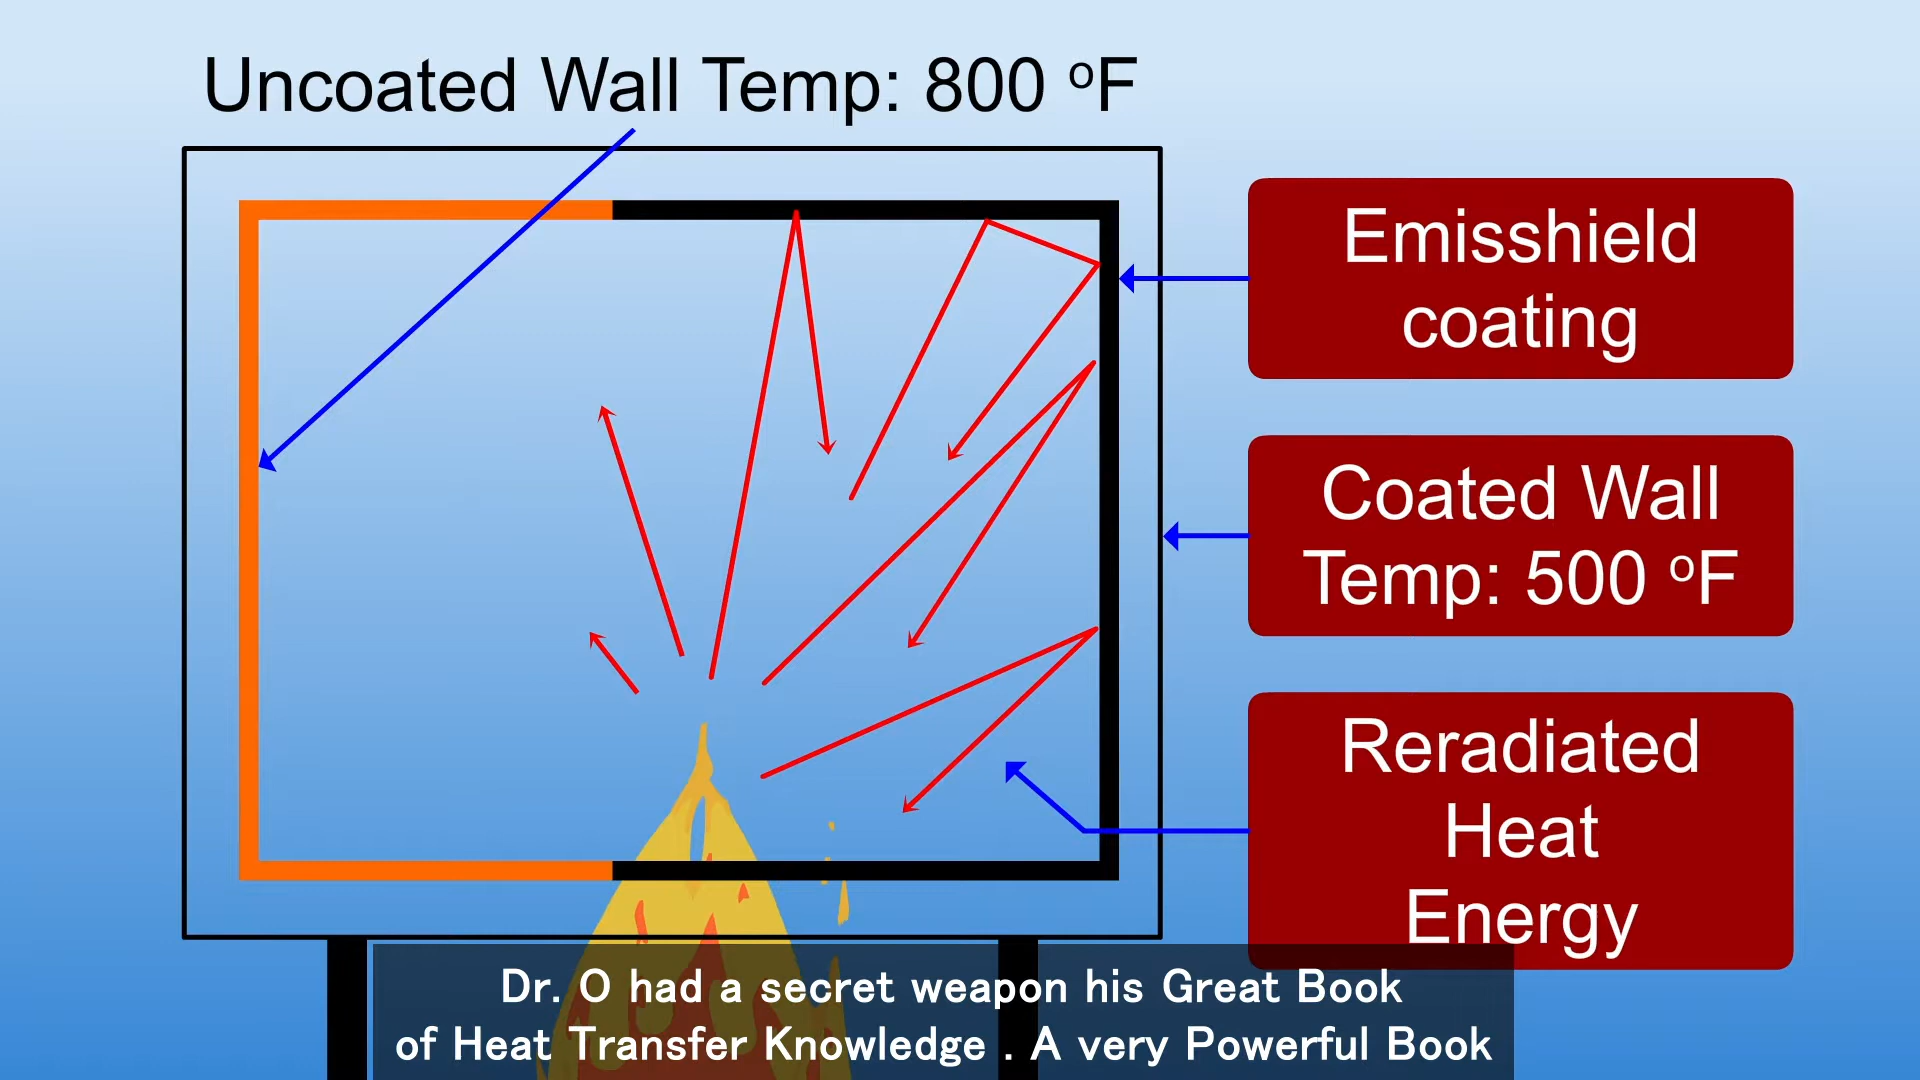 Uncoated Wall Temp: 800 ºF
Emisshield
coating
Coated Wall
Temp: 500 ºF
Reradiated
Heat
Energy
Dr. O had a secret weapon his Great Book
of Heat Transfer Knowledge . A very Powerful Book